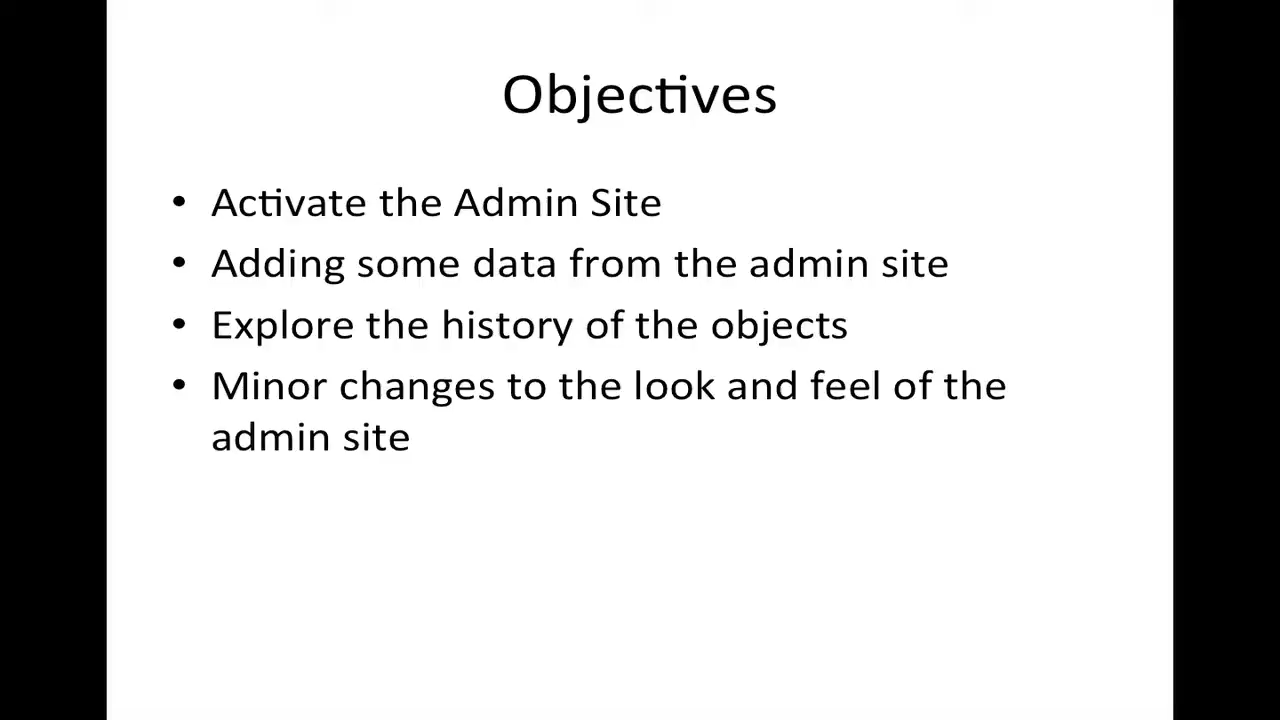 Objectives
• Activate the Admin Site
• Adding some data from the admin site
• Explore the history of the objects
• Minor changes to the look and feel of the
admin site